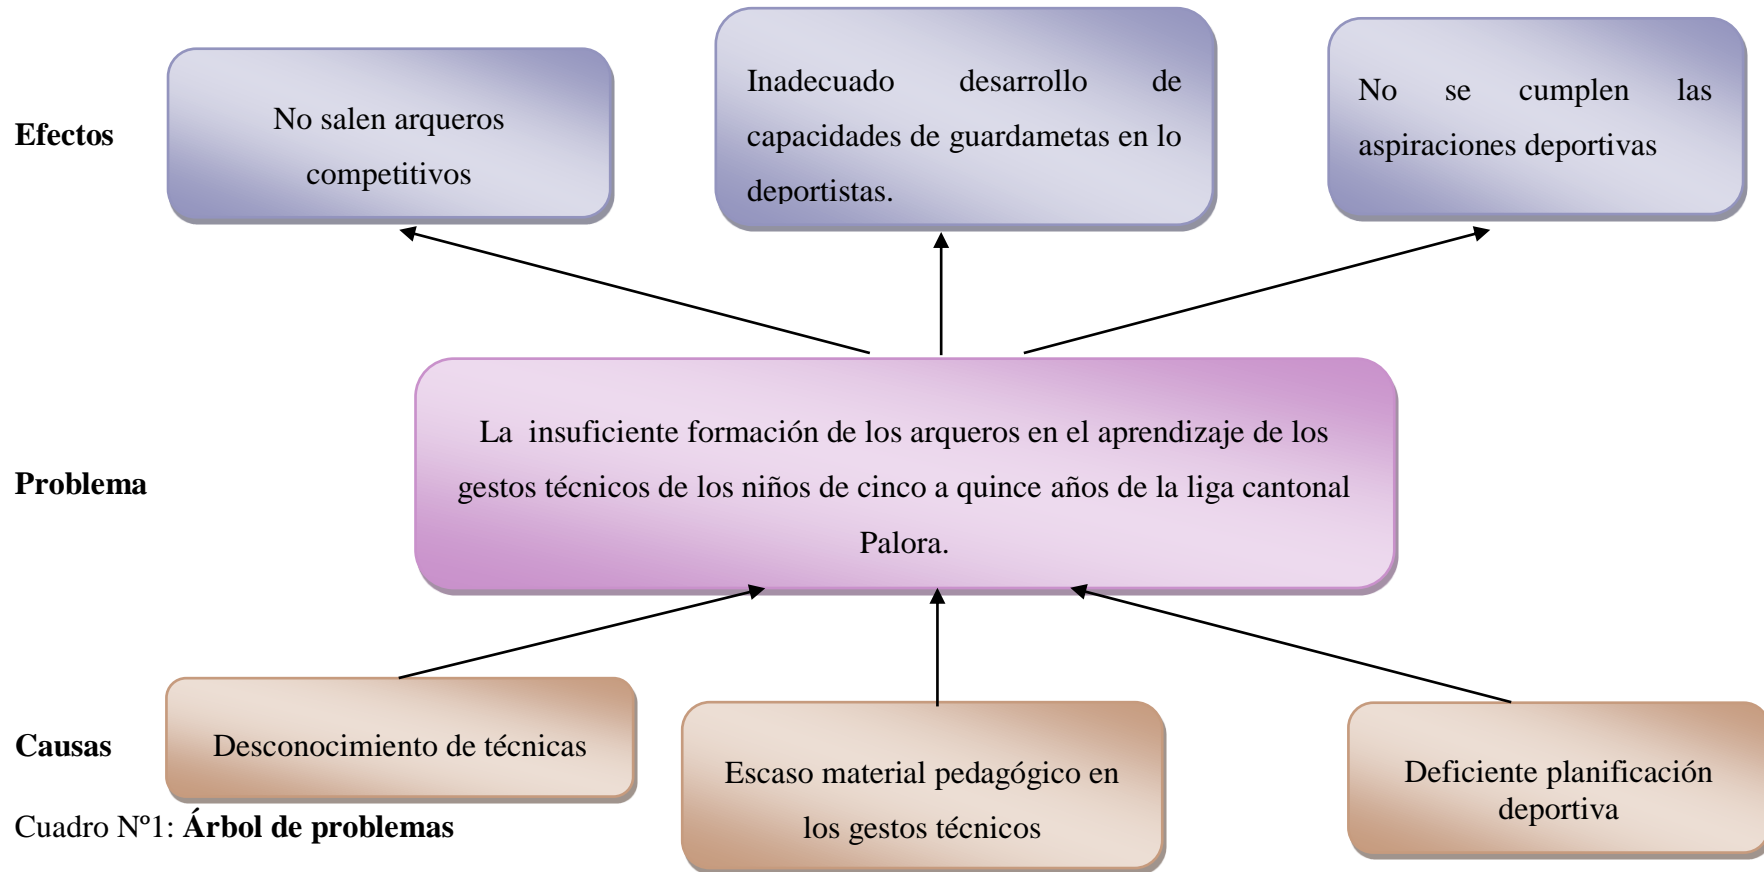 Efectos
No salen arqueros
competitivos
Inadecuado desarrollo de
capacidades de guardametas en lo
deportistas.
No se cumplen las
aspiraciones deportivas
Problema
La insuficiente formación de los arqueros en el aprendizaje de los
gestos técnicos de los niños de cinco a quince años de la liga cantonal
Palora.
Causas
Desconocimiento de técnicas
Escaso material pedagógico en
los gestos técnicos
Deficiente planificación
deportiva
Cuadro Nº1: Árbol de problemas